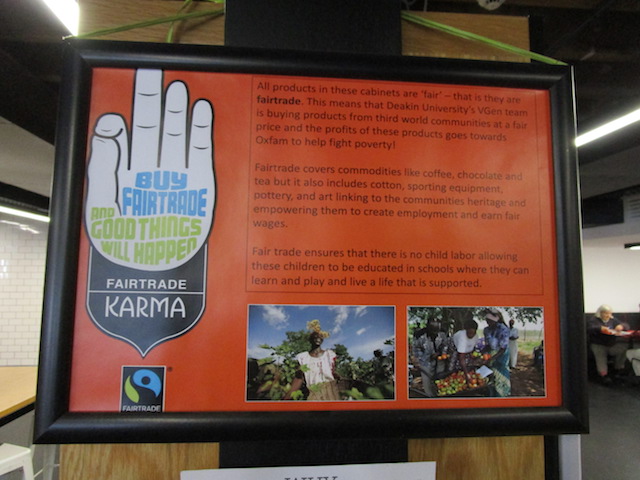 BUY
FAIRTRADE
AND
GOOD THINGS
WILL HAPPEN
FAIRTRADE
KARMA
FAIRTRADE
®
All products in these cabinets are 'fair' – that is they are
fairtrade. This means that Deakin University's VGen team
is buying products from third world communities at a fair
price and the profits of these products goes towards
Oxfam to help fight poverty!
Fairtrade covers commodities like coffee, chocolate and
tea but it also includes cotton, sporting equipment,
pottery, and art linking to the communities heritage and
empowering them to create employment and earn fair
wages.
Fair trade ensures that there is no child labor allowing
these children to be educated in schools where they can
learn and play and live a life that is supported.
WHY